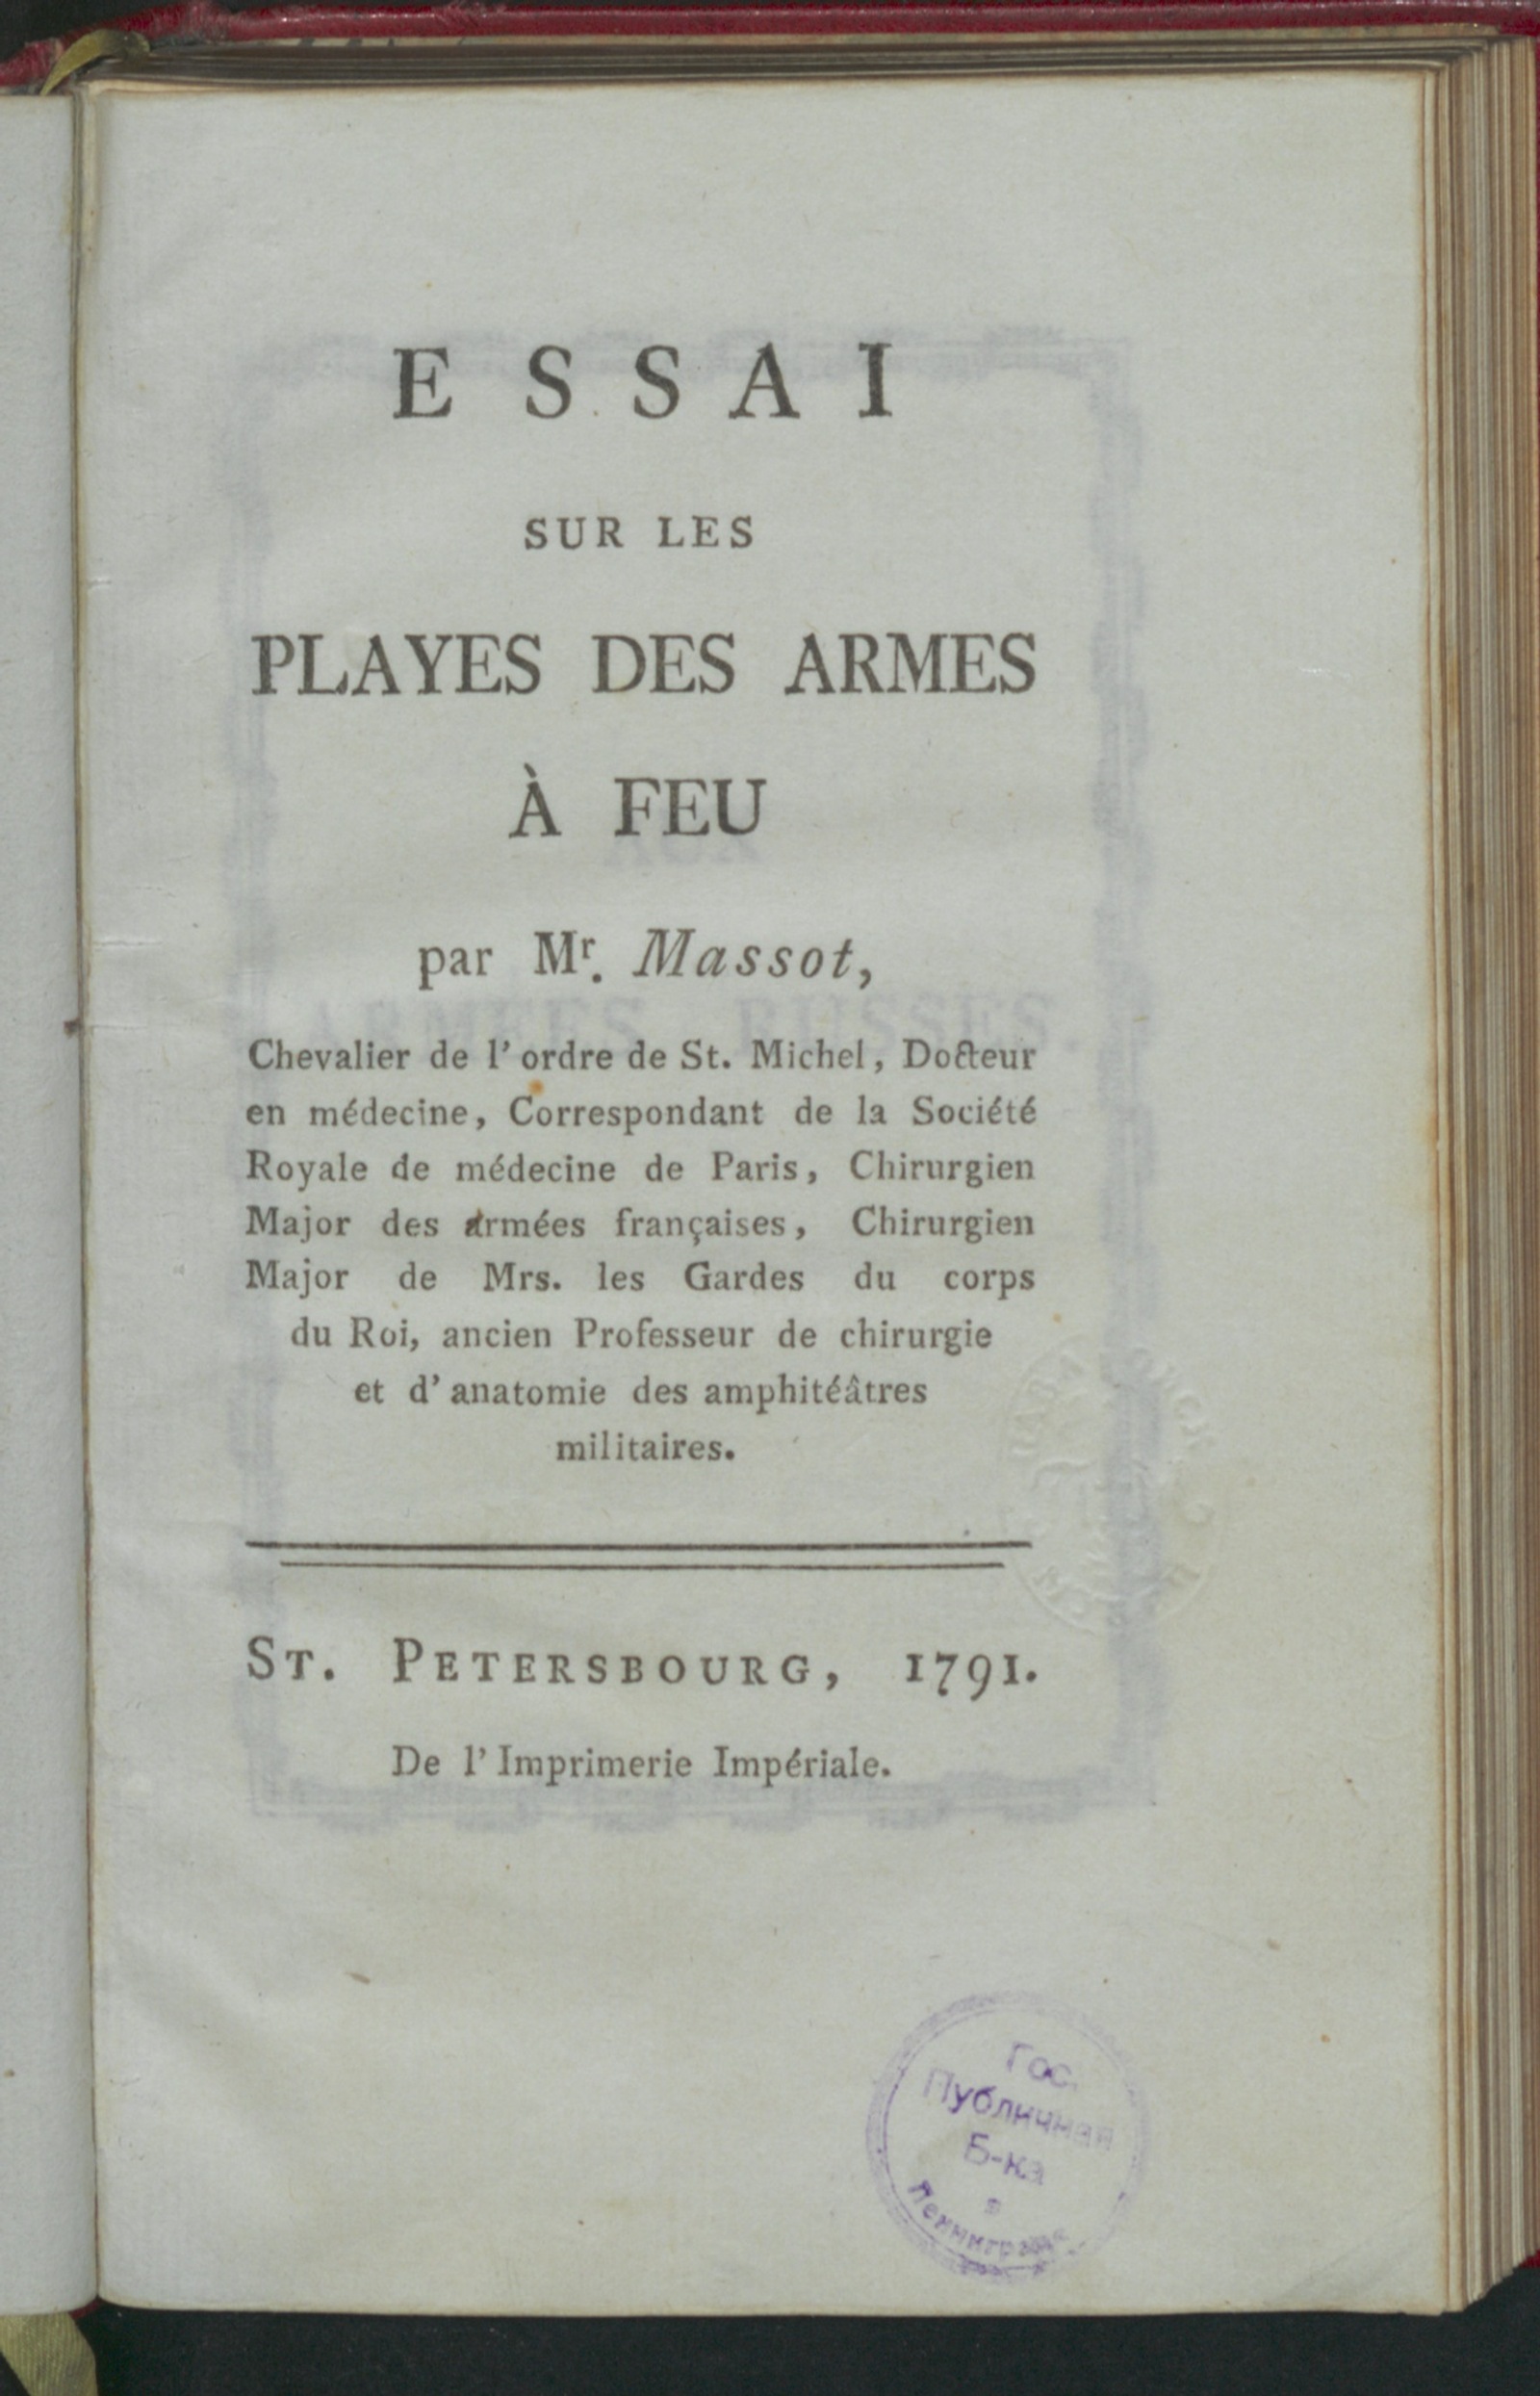 ESSAI
SUR LES
PLAYES DES ARMES
À FEU
par Mr. Massot,
Chevalier de l' ordre de St. Michel, Docteur
en médecine, Correspondant de la Société
Royale de médecine de Paris, Chirurgien
Major des armées françaises, Chirurgien
Major de Mrs. les Gardes du corps
du Roi, ancien Professeur de chirurgie
et d' anatomie des amphitéâtres
militaires.
ST. PETERSBOURG, 1791.
De l' Imprimerie Impériale.
Гос.
Публичная
Б-ка